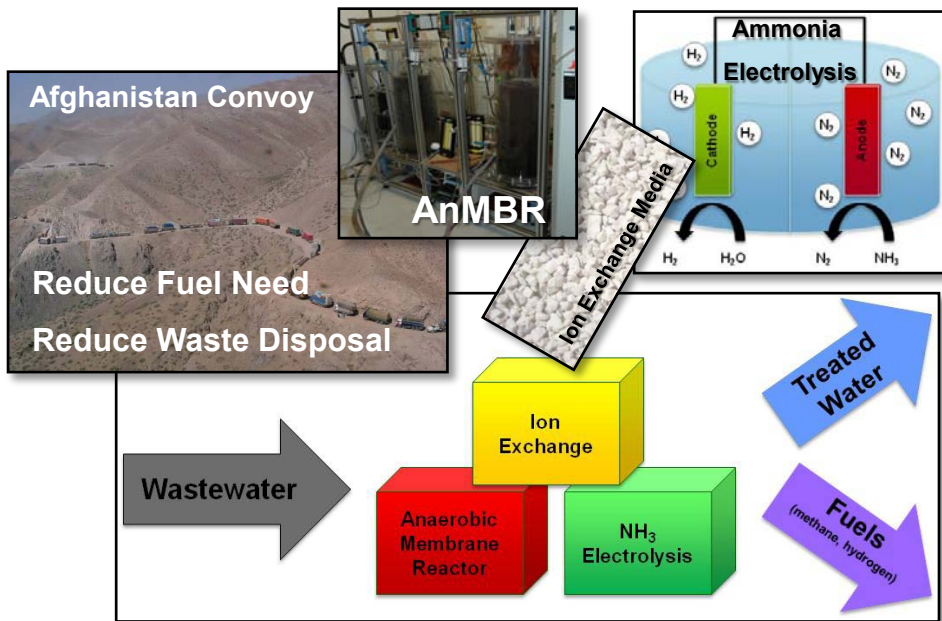 Afghanistan Convoy
Reduce Fuel Need
Reduce Waste Disposal
AnMBR
Ion Exchange Media
Ammonia
Electrolysis
H₂
H₂
H₂
Cathode
Anode
N₂
N₂
N₂
N₂
N₂
N₂
H₂
H₂O
N₂
NH₃
Wastewater
Ion
Exchange
Anaerobic
Membrane
Reactor
NH₃
Electrolysis
Treated
Water
Fuels
(methane, hydrogen)